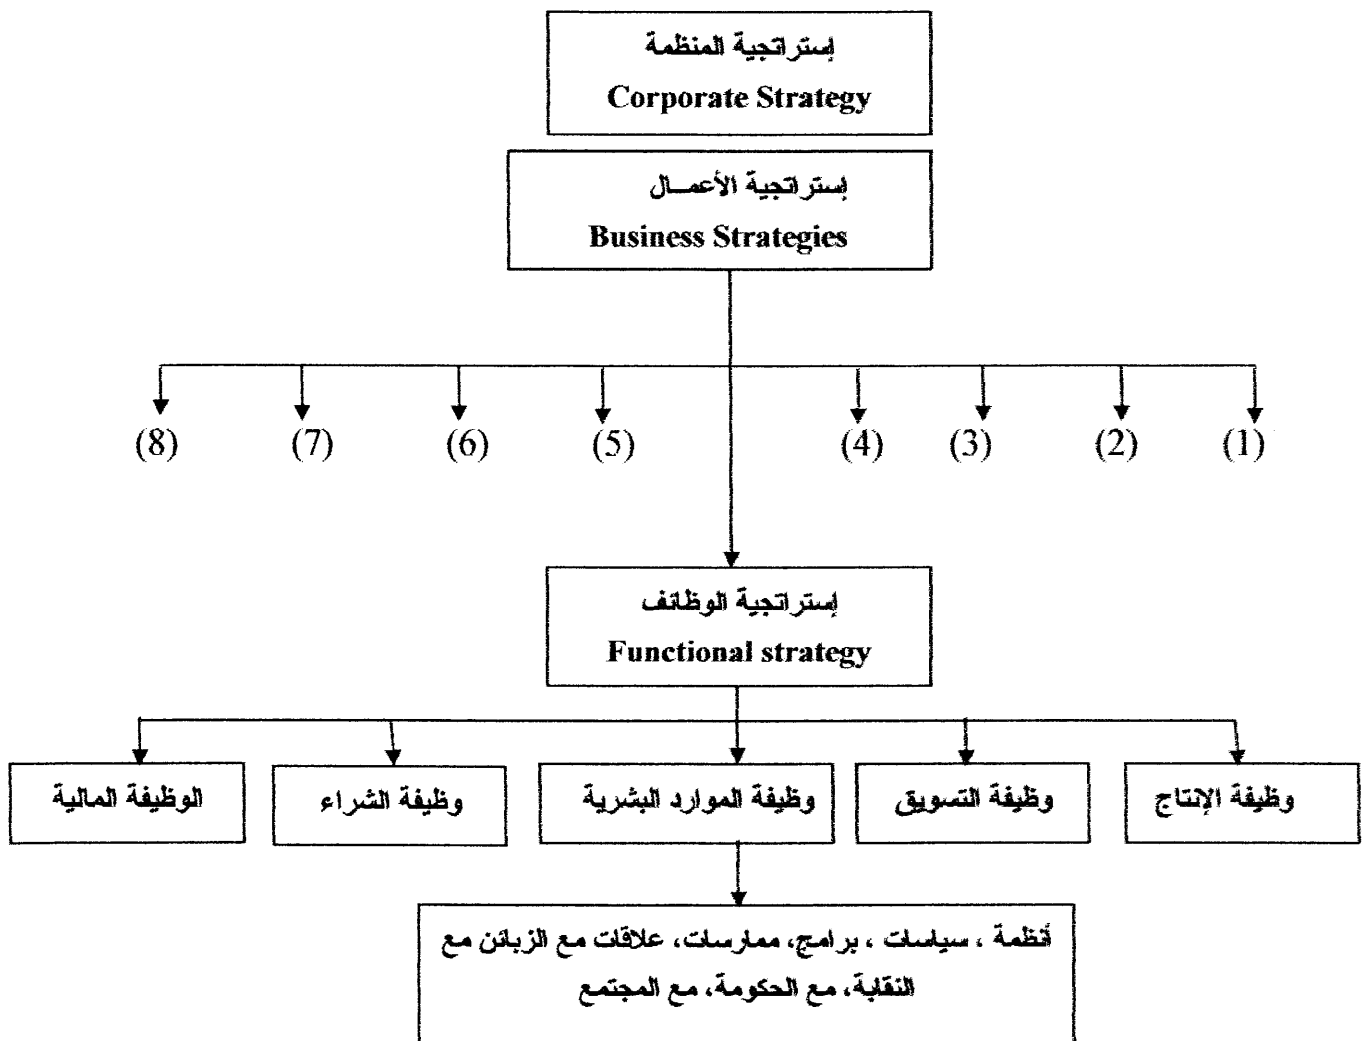 إستراتجية المنظمة
Corporate Strategy
إستراتجية الأعمـــال
Business Strategies
(1)
(2)
(3)
(4)
(5)
(6)
(7)
(8)
إستراتجية الوظائف
Functional strategy
وظيفة الإنتاج
وظيفة التسويق
وظيفة الموارد البشرية
وظيفة الشراء
الوظيفة المالية
أنظمة ، سياسات ، برامج، ممارسات، علاقات مع الزبائن مع
النقابة، مع الحكومة، مع المجتمع